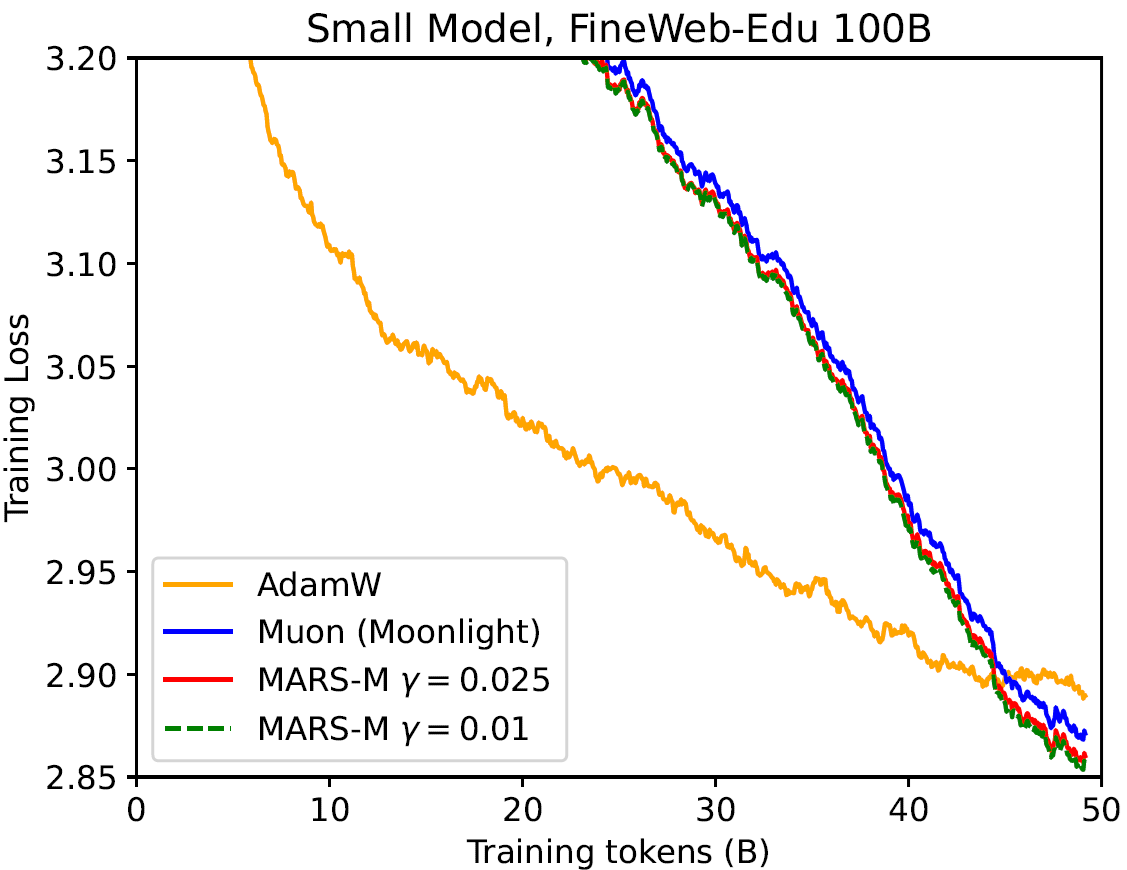 Small Model, FineWeb-Edu 100B
Training Loss
3.20
3.15
3.10
3.05
3.00
2.95
2.90
2.85
AdamW
Muon (Moonlight)
MARS-M γ = 0.025
MARS-M γ = 0.01
0 10 20 30 40 50
Training tokens (B)